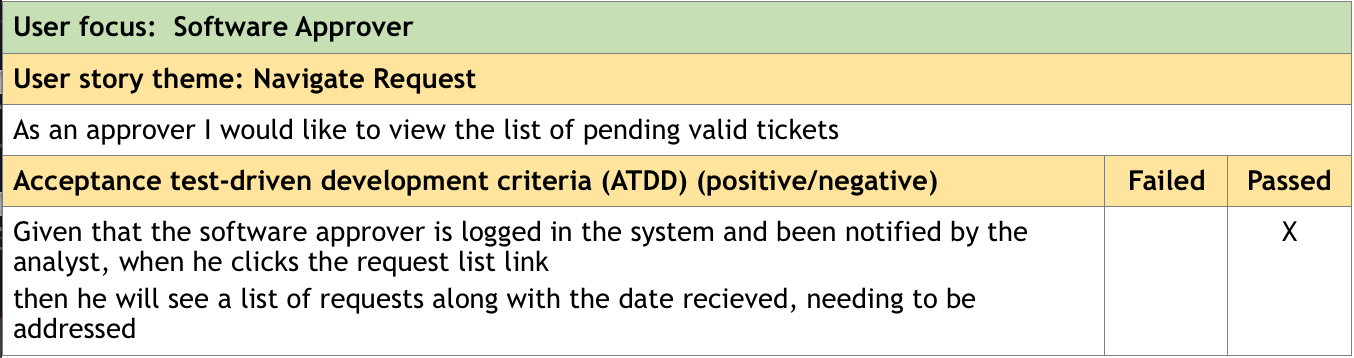 User focus:  Software Approver
User story theme: Navigate Request
As an approver I would like to view the list of pending valid tickets
Acceptance test-driven development criteria (ATDD) (positive/negative) Failed Passed
Given that the software approver is logged in the system and been notified by the X
analyst, when he clicks the request list link
then he will see a list of requests along with the date recieved, needing to be
addressed